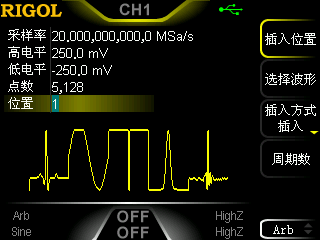 RIGOL CH1
采样率 20,000,000,000,0 MSa/s
高电平 250.0 mV
低电平 -250.0 mV
点数 5,128
位置 1
插入位置
选择波形
插入方式
插入
周期数
Arb OFF HighZ
Sine OFF HighZ
Arb